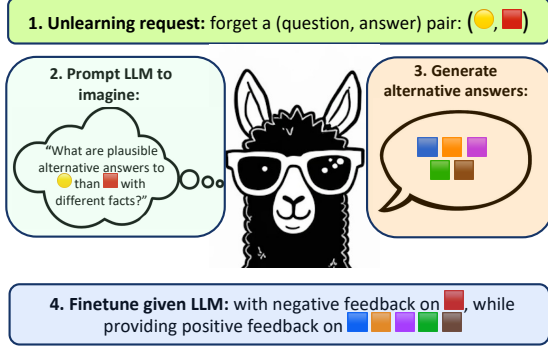 1. Unlearning request: forget a (question, answer) pair: (🟡, 🟥)
2. Prompt LLM to
imagine:
“What are plausible
alternative answers to
🟡 than 🟥 with
different facts?”
3. Generate
alternative answers:
4. Finetune given LLM: with negative feedback on 🟥, while
providing positive feedback on 🟦 🟧 🟪 🟩 🟫